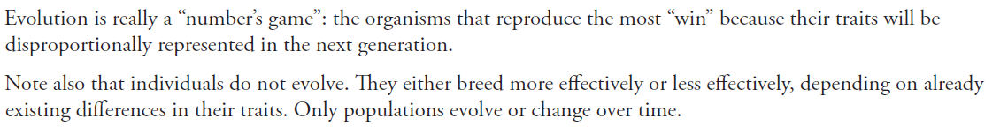 Evolution is really a “number’s game”: the organisms that reproduce the most “win” because their traits will be
disproportionally represented in the next generation.
Note also that individuals do not evolve. They either breed more effectively or less effectively, depending on already
existing differences in their traits. Only populations evolve or change over time.